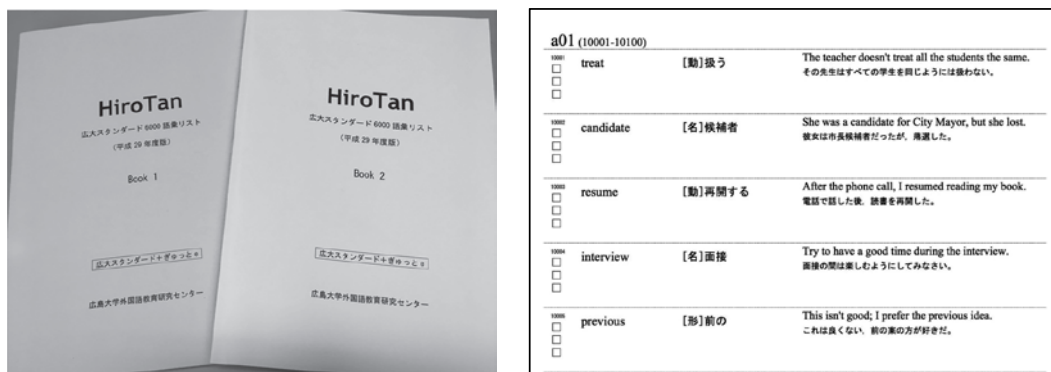 HiroTan
広大スタンダード 6000 語彙リスト
(平成 29 年度版)
Book 1
広大スタンダード+ぎゅっとe
広島大学外国語教育研究センター
HiroTan
広大スタンダード 6000 語彙リスト
(平成 29 年度版)
Book 2
広大スタンダード+ぎゅっとe
広島大学外国語教育研究センター
a01 (10001-10100)
10001
treat [動]扱う The teacher doesn't treat all the students the same.
その先生はすべての学生を同じようには扱わない。
10002
candidate [名]候補者 She was a candidate for City Mayor, but she lost.
彼女は市長候補者だったが、落選した。
10003
resume [動]再開する After the phone call, I resumed reading my book.
電話で話した後、読書を再開した。
10004
interview [名]面接 Try to have a good time during the interview.
面接の間は楽しむようにしてみなさい。
10005
previous [形]前の This isn't good; I prefer the previous idea.
これは良くない、前の案の方が好きだ。